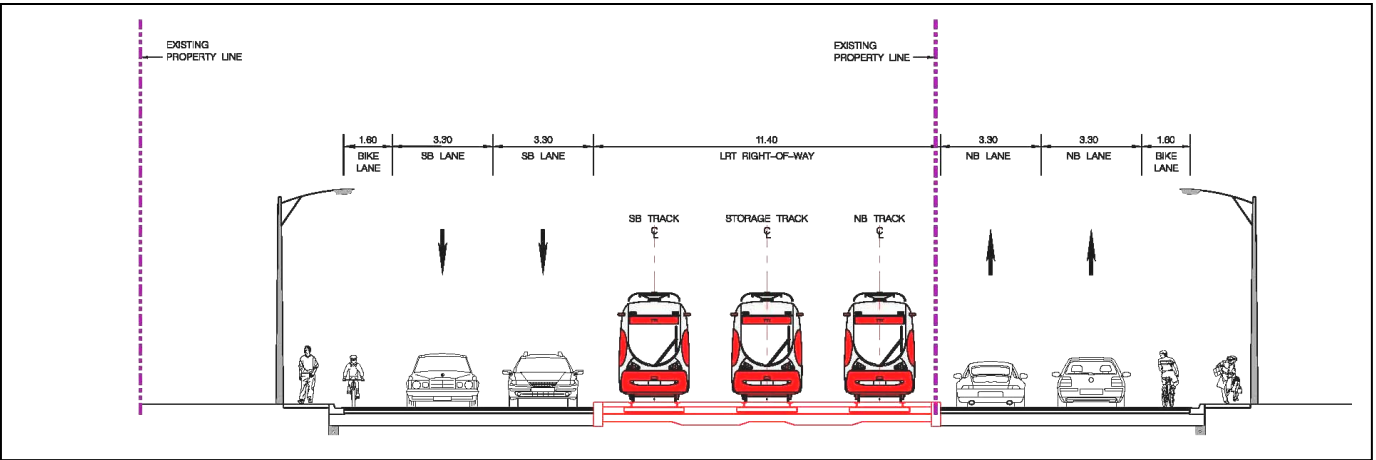 EXISTING
PROPERTY LINE
EXISTING
PROPERTY LINE
1.60
BIKE
LANE
3.30
SB LANE
3.30
SB LANE
11.40
LRT RIGHT-OF-WAY
3.30
NB LANE
3.30
NB LANE
1.60
BIKE
LANE
SB TRACK
STORAGE TRACK
NB TRACK
℄
℄
℄